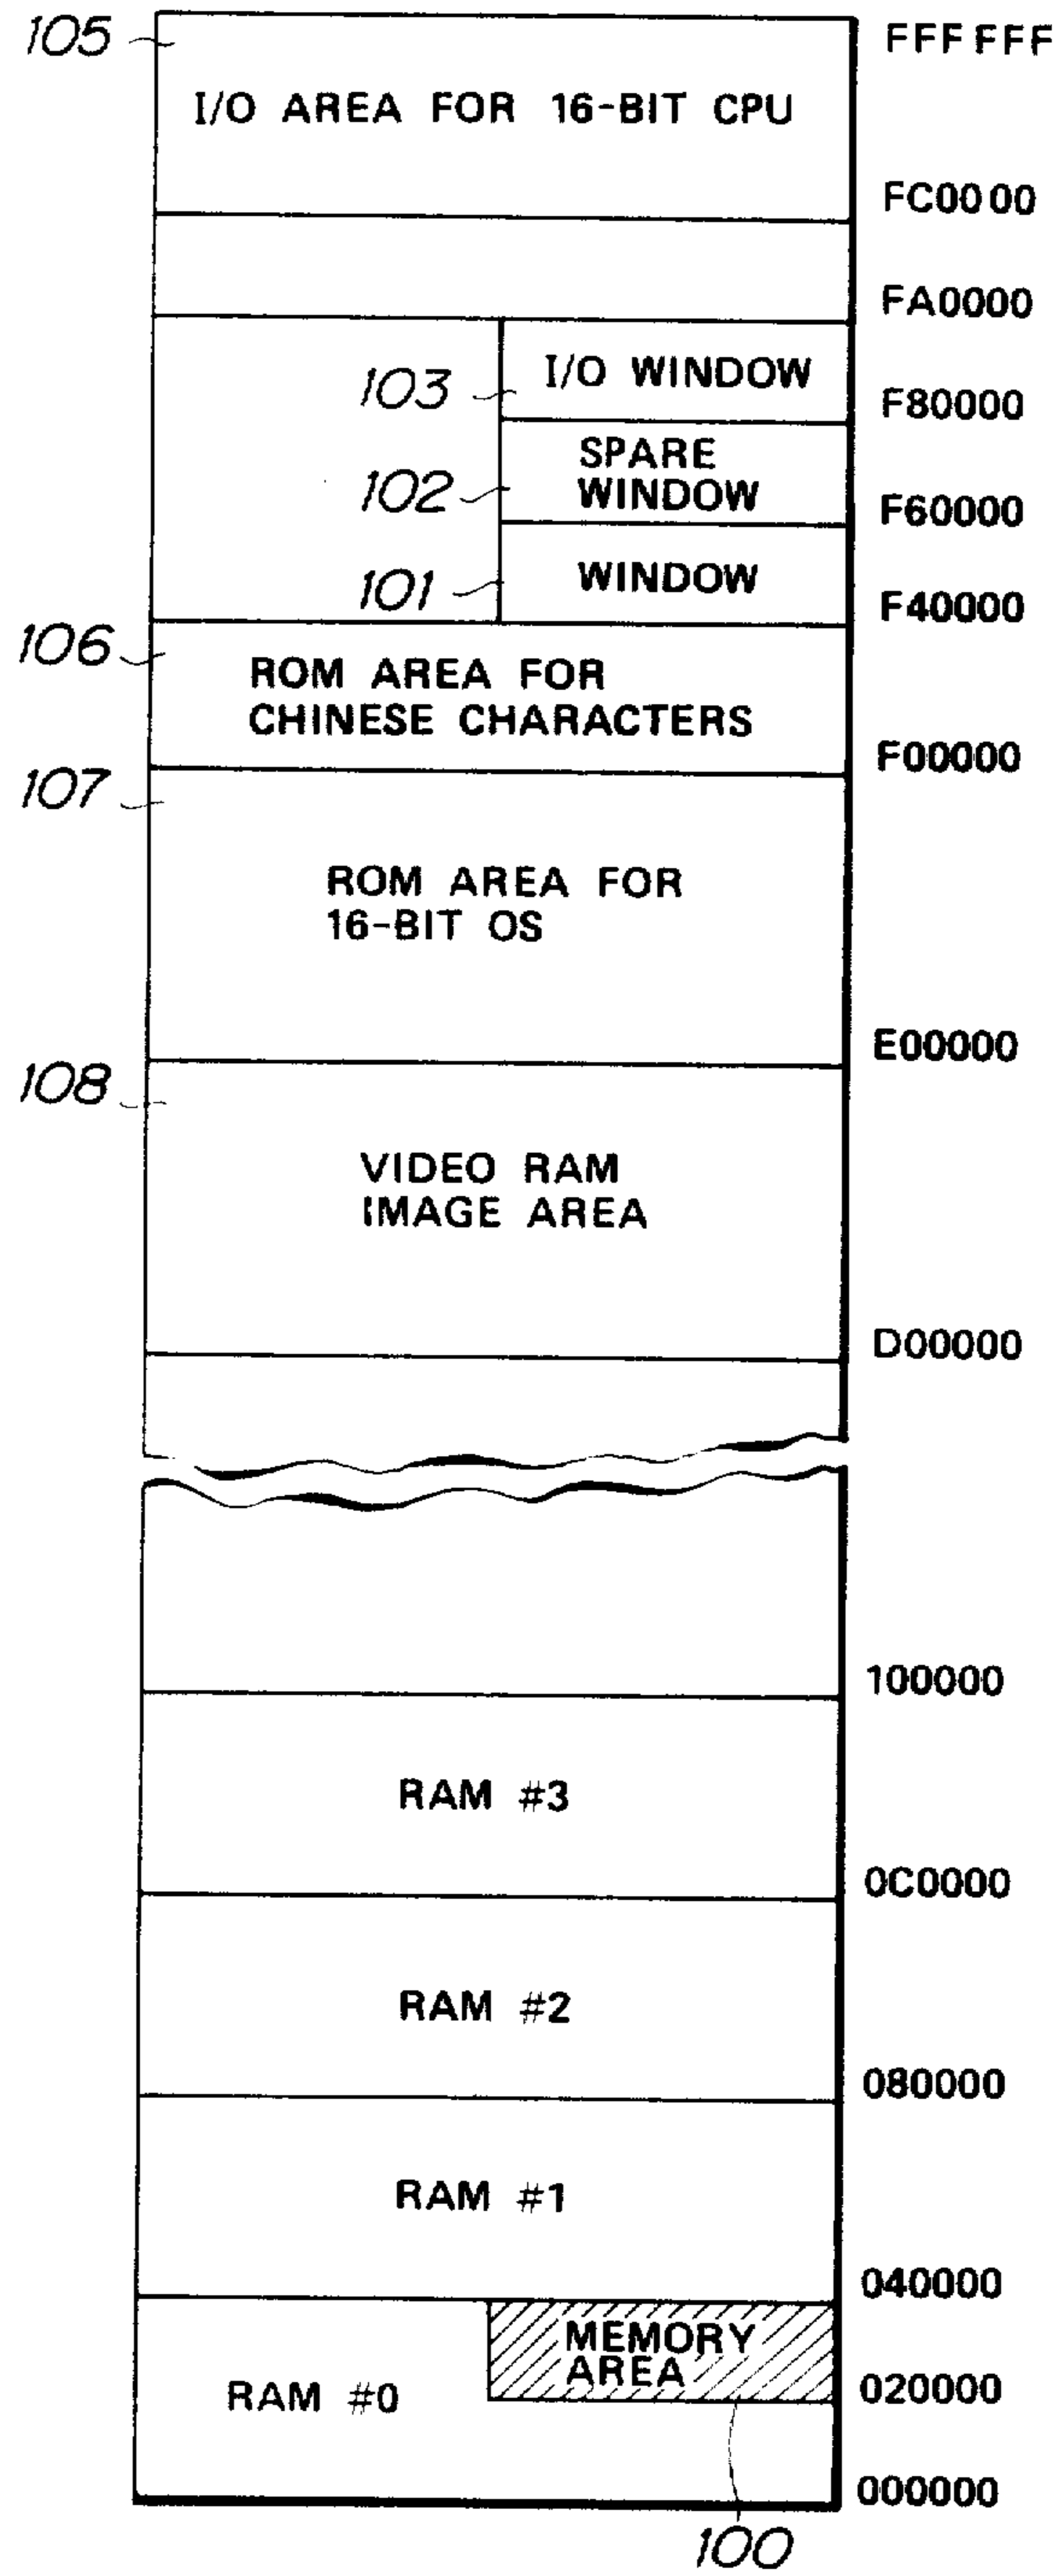 105
FFFFFF
I/O AREA FOR 16-BIT CPU
FC0000
FA0000
103
I/O WINDOW
F80000
102
SPARE
WINDOW
F60000
101
WINDOW
F40000
106
ROM AREA FOR
CHINESE CHARACTERS
F00000
107
ROM AREA FOR
16-BIT OS
E00000
108
VIDEO RAM
IMAGE AREA
D00000
100000
RAM #3
0C0000
RAM #2
080000
RAM #1
040000
MEMORY
AREA
RAM #0
020000
000000
100